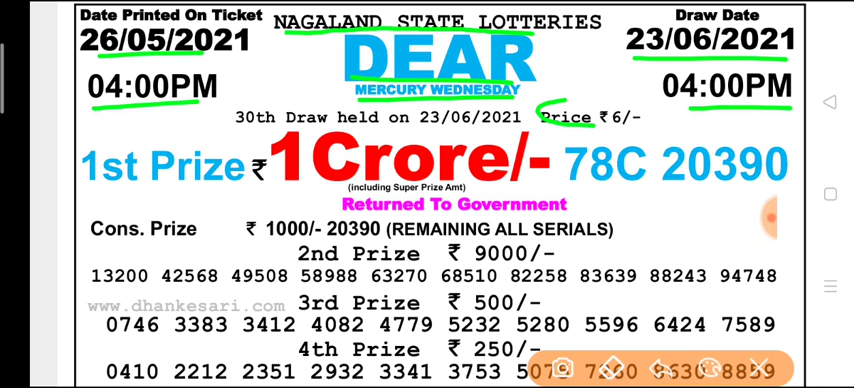 Date Printed On Ticket
26/05/2021
04:00PM
NAGALAND STATE LOTTERIES
DEAR
MERCURY WEDNESDAY
Draw Date
23/06/2021
04:00PM
30th Draw held on 23/06/2021 Price ₹ 6/-
1st Prize ₹ 1 Crore/- 78C 20390
(including Super Prize Amt)
Returned To Government
Cons. Prize ₹ 1000/- 20390 (REMAINING ALL SERIALS)
2nd Prize ₹ 9000/-
13200 42568 49508 58988 63270 68510 82258 83639 88243 94748
www.dhankesari.com 3rd Prize ₹ 500/-
0746 3383 3412 4082 4779 5232 5280 5596 6424 7589
4th Prize ₹ 250/-
0410 2212 2351 2932 3341 3753 8859